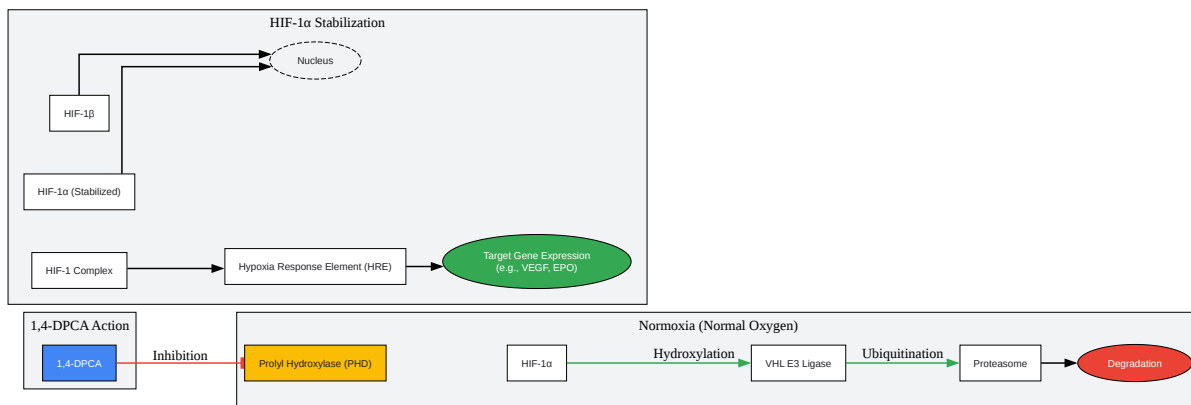 HIF-1α Stabilization
Nucleus
HIF-1β
HIF-1α (Stabilized)
HIF-1 Complex
Hypoxia Response Element (HRE)
Target Gene Expression
(e.g., VEGF, EPO)
1,4-DPCA Action
1,4-DPCA
Inhibition
Normoxia (Normal Oxygen)
Prolyl Hydroxylase (PHD)
HIF-1α
Hydroxylation
VHL E3 Ligase
Ubiquitination
Proteasome
Degradation